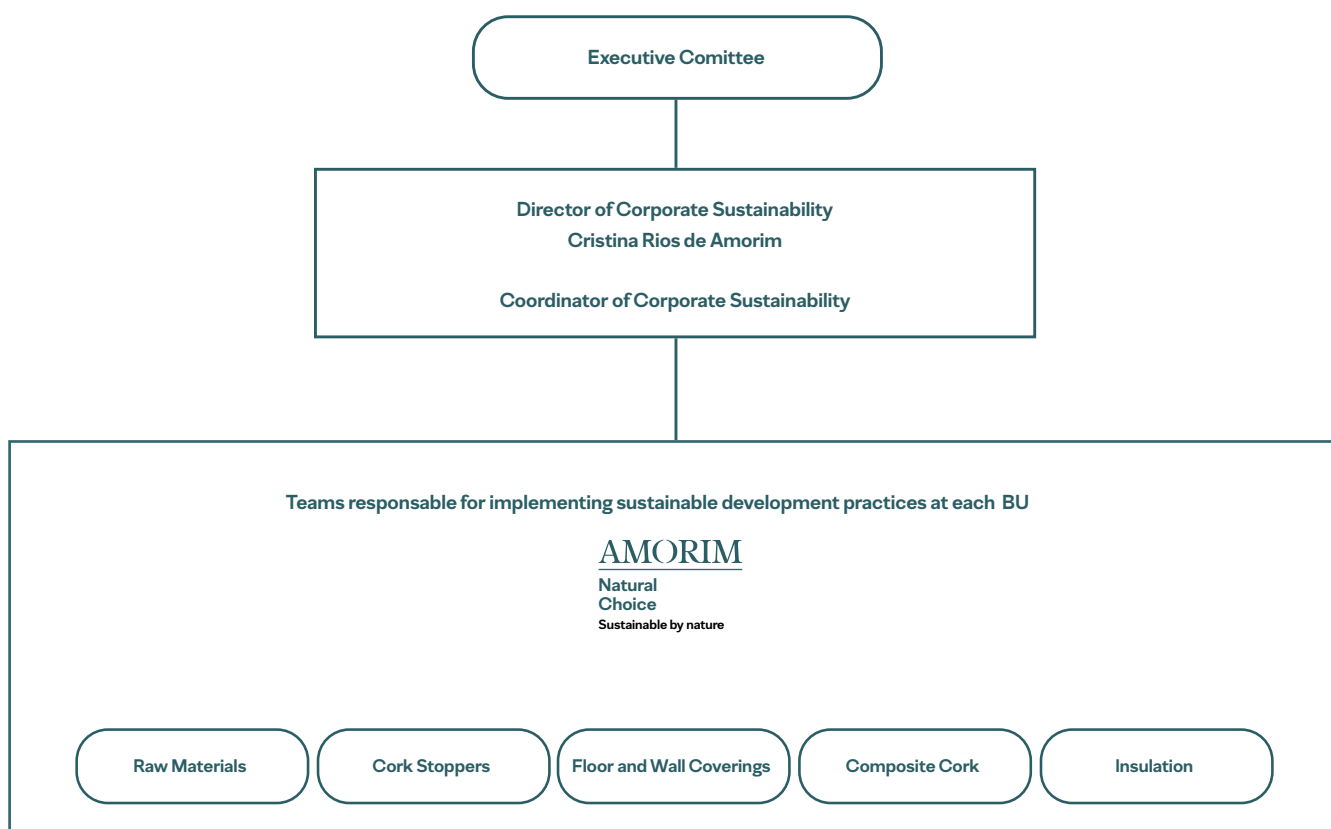 Executive Comittee
Director of Corporate Sustainability
Cristina Rios de Amorim
Coordinator of Corporate Sustainability
Teams responsable for implementing sustainable development practices at each BU
AMORIM
Natural
Choice
Sustainable by nature
Raw Materials
Cork Stoppers
Floor and Wall Coverings
Composite Cork
Insulation